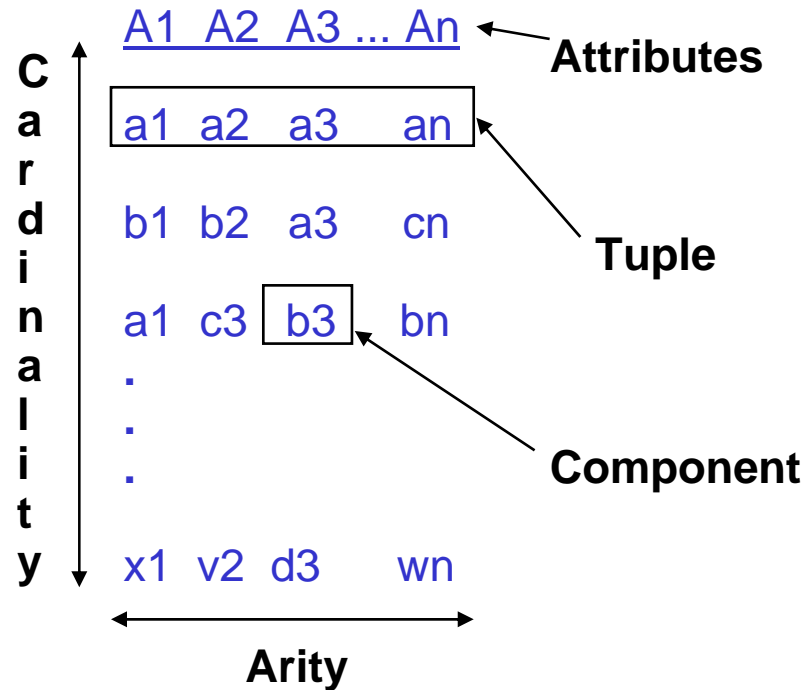 A1 A2 A3 ... An
Attributes
Cardinality
a1 a2 a3 an
b1 b2 a3 cn
Tuple
a1 c3 b3 bn
.
.
.
Component
x1 v2 d3 wn
Arity